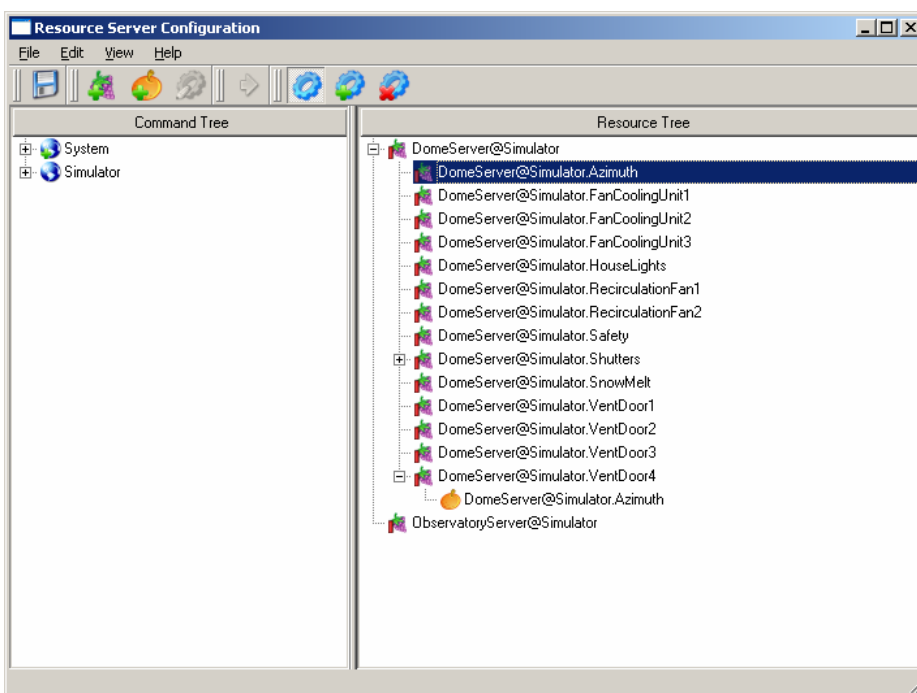 Resource Server Configuration
File Edit View Help
Command Tree
System
Simulator
Resource Tree
DomeServer@Simulator
DomeServer@Simulator.Azimuth
DomeServer@Simulator.FanCoolingUnit1
DomeServer@Simulator.FanCoolingUnit2
DomeServer@Simulator.FanCoolingUnit3
DomeServer@Simulator.HouseLights
DomeServer@Simulator.RecirculationFan1
DomeServer@Simulator.RecirculationFan2
DomeServer@Simulator.Safety
DomeServer@Simulator.Shutters
DomeServer@Simulator.SnowMelt
DomeServer@Simulator.VentDoor1
DomeServer@Simulator.VentDoor2
DomeServer@Simulator.VentDoor3
DomeServer@Simulator.VentDoor4
DomeServer@Simulator.Azimuth
ObservatoryServer@Simulator